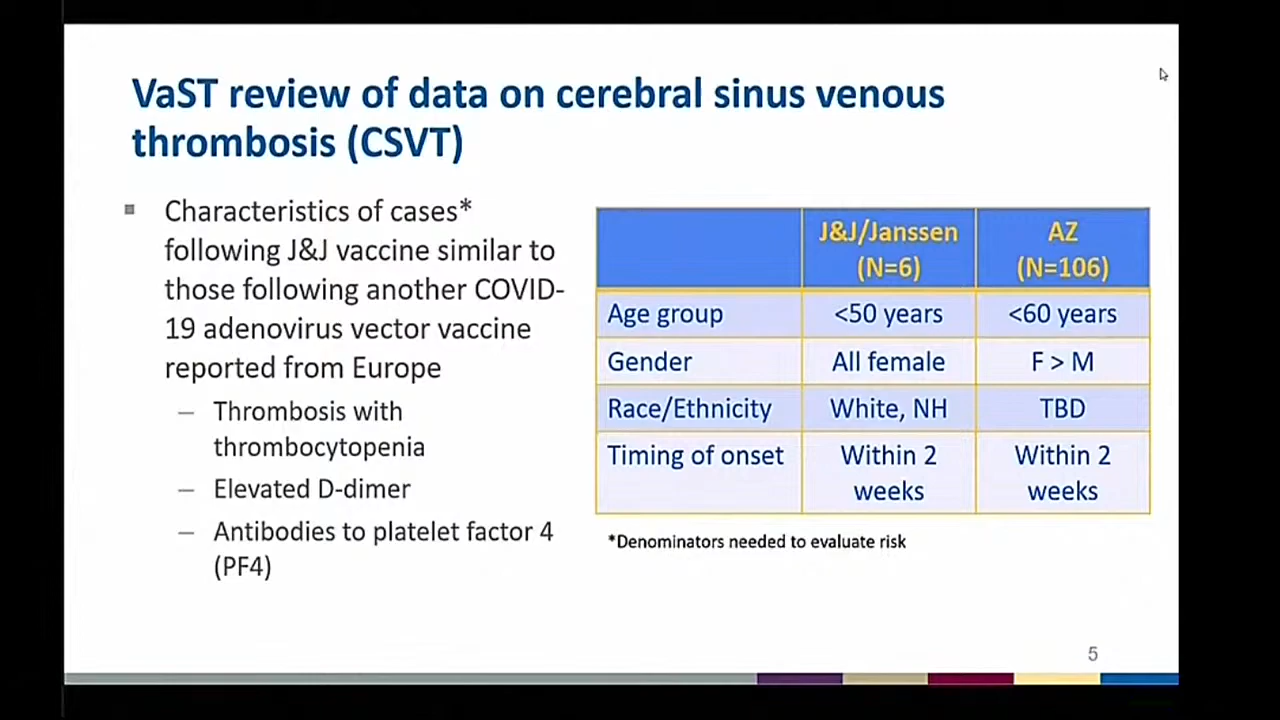 VaST review of data on cerebral sinus venous
thrombosis (CSVT)
Characteristics of cases*
following J&J vaccine similar to
those following another COVID-
19 adenovirus vector vaccine
reported from Europe
– Thrombosis with
thrombocytopenia
– Elevated D-dimer
– Antibodies to platelet factor 4
(PF4)
J&J/Janssen AZ
(N=6) (N=106)
Age group <50 years <60 years
Gender All female F > M
Race/Ethnicity White, NH TBD
Timing of onset Within 2 Within 2
weeks weeks
*Denominators needed to evaluate risk
5